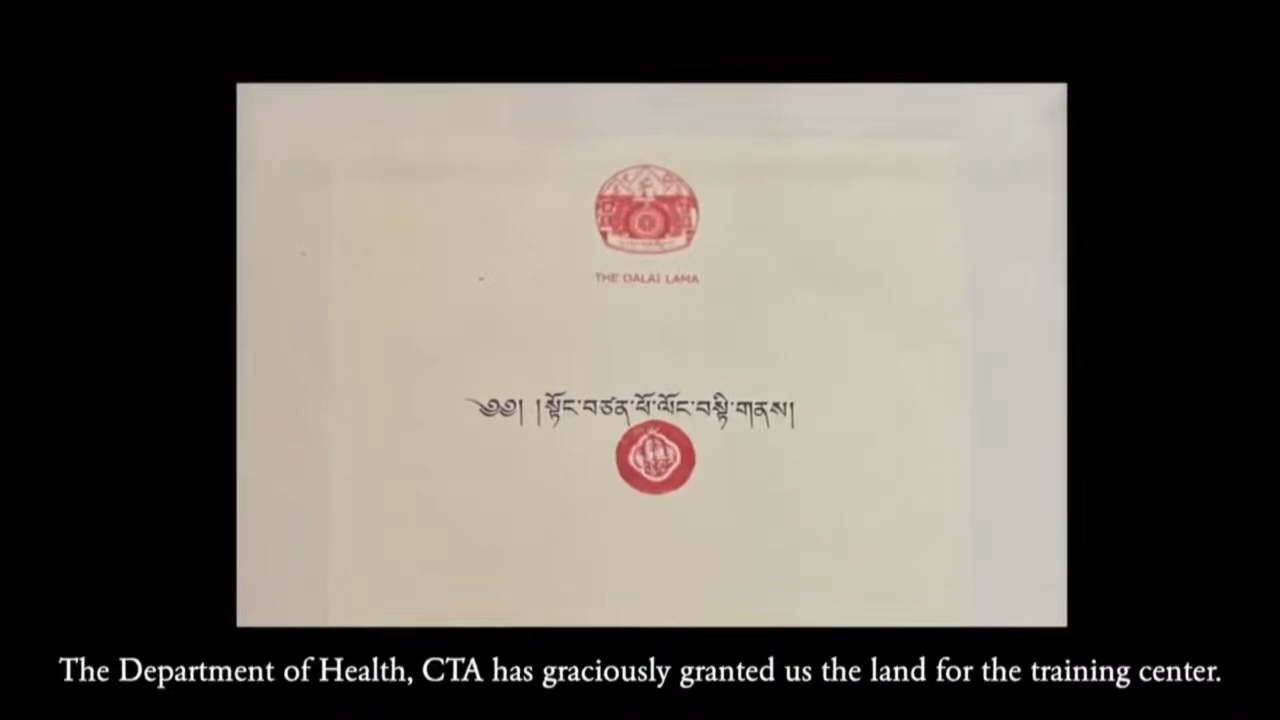 THE DALAI LAMA
༄༅། །སྟོང་བཙན་ཕོ་ལོང་བསྟི་གནས།
The Department of Health, CTA has graciously granted us the land for the training center.